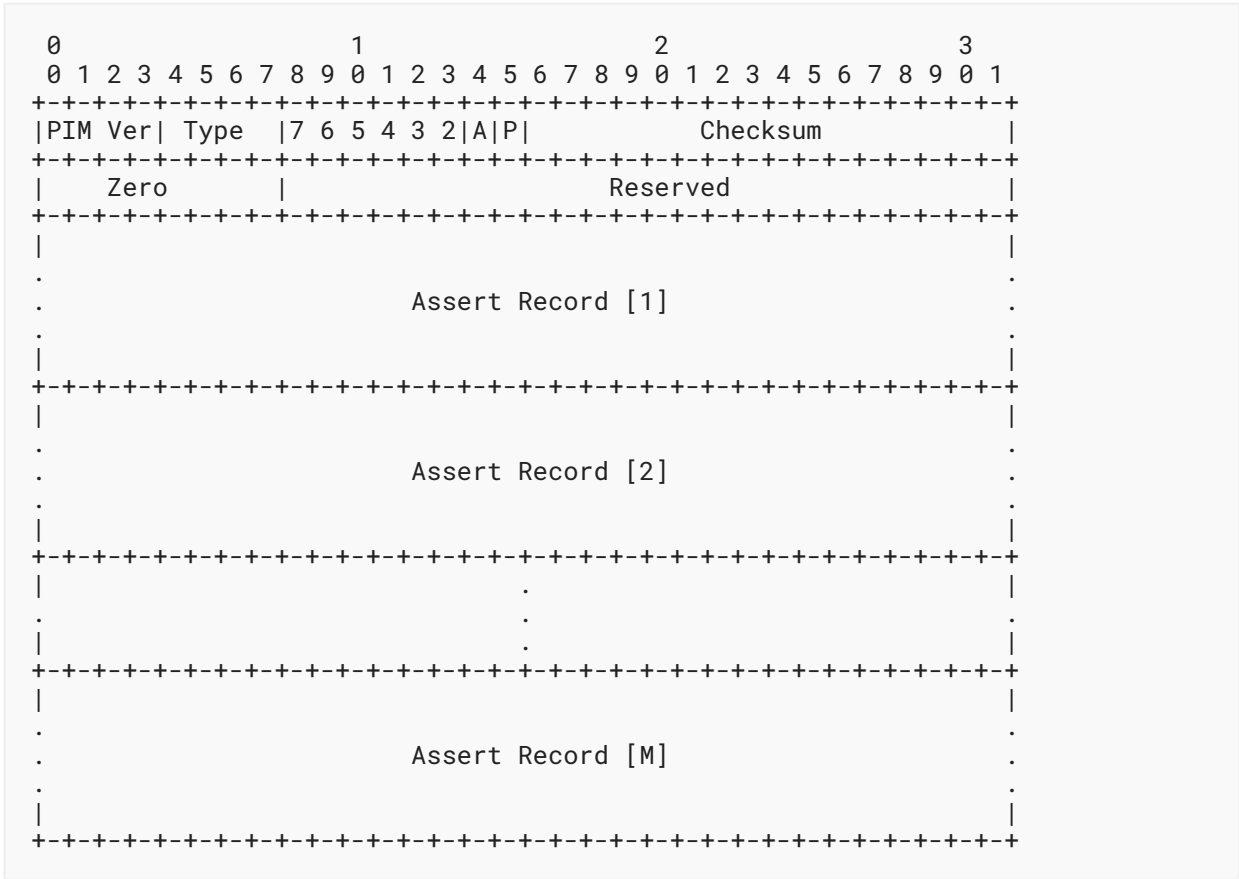 0                   1                   2                   3
 0 1 2 3 4 5 6 7 8 9 0 1 2 3 4 5 6 7 8 9 0 1 2 3 4 5 6 7 8 9 0 1
+-+-+-+-+-+-+-+-+-+-+-+-+-+-+-+-+-+-+-+-+-+-+-+-+-+-+-+-+-+-+-+-+
|PIM Ver| Type  |7 6 5 4 3 2|A|P|           Checksum            |
+-+-+-+-+-+-+-+-+-+-+-+-+-+-+-+-+-+-+-+-+-+-+-+-+-+-+-+-+-+-+-+-+
|    Zero       |                     Reserved                  |
+-+-+-+-+-+-+-+-+-+-+-+-+-+-+-+-+-+-+-+-+-+-+-+-+-+-+-+-+-+-+-+-+
|                                                               |
.                                                               .
.                        Assert Record [1]                      .
.                                                               .
|                                                               |
+-+-+-+-+-+-+-+-+-+-+-+-+-+-+-+-+-+-+-+-+-+-+-+-+-+-+-+-+-+-+-+-+
|                                                               |
.                                                               .
.                        Assert Record [2]                      .
.                                                               .
|                                                               |
+-+-+-+-+-+-+-+-+-+-+-+-+-+-+-+-+-+-+-+-+-+-+-+-+-+-+-+-+-+-+-+-+
|                               .                               |
.                               .                               .
|                               .                               |
+-+-+-+-+-+-+-+-+-+-+-+-+-+-+-+-+-+-+-+-+-+-+-+-+-+-+-+-+-+-+-+-+
|                                                               |
.                                                               .
.                        Assert Record [M]                      .
.                                                               .
|                                                               |
+-+-+-+-+-+-+-+-+-+-+-+-+-+-+-+-+-+-+-+-+-+-+-+-+-+-+-+-+-+-+-+-+